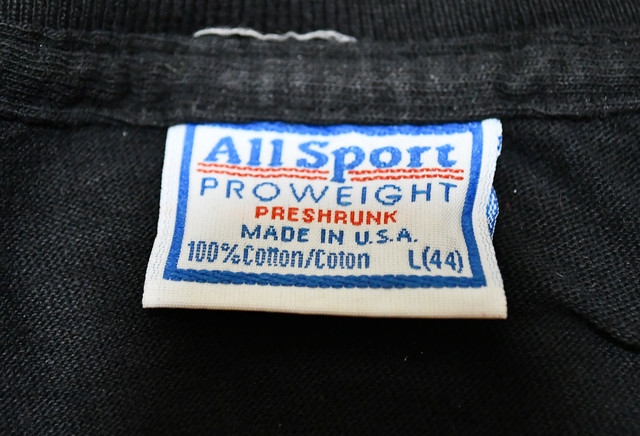 All Sport
PROWEIGHT
PRESHRUNK
MADE IN U.S.A.
100% Cotton/Coton L(44)